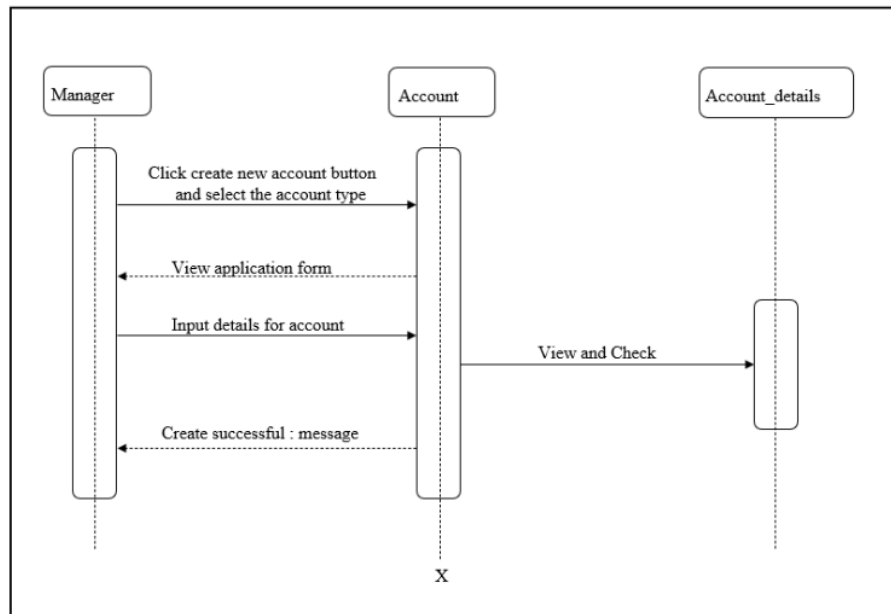 Manager
Account
Account_details
Click create new account button
and select the account type
View application form
Input details for account
View and Check
Create successful : message
X